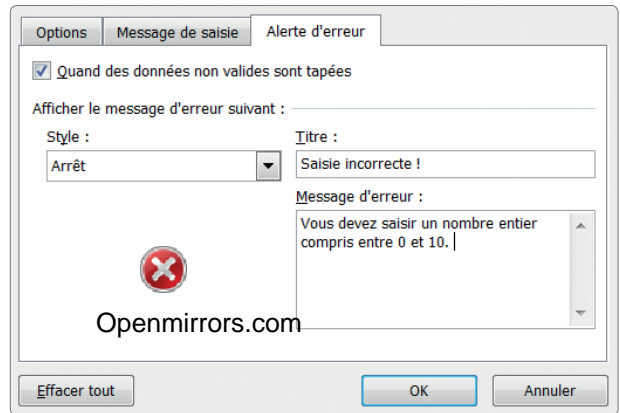 Options
Message de saisie
Alerte d'erreur
Quand des données non valides sont tapées
Afficher le message d'erreur suivant :
Style :
Arrêt
Titre :
Saisie incorrecte !
Message d'erreur :
Vous devez saisir un nombre entier
compris entre 0 et 10.
Openmirrors.com
Effacer tout
OK
Annuler